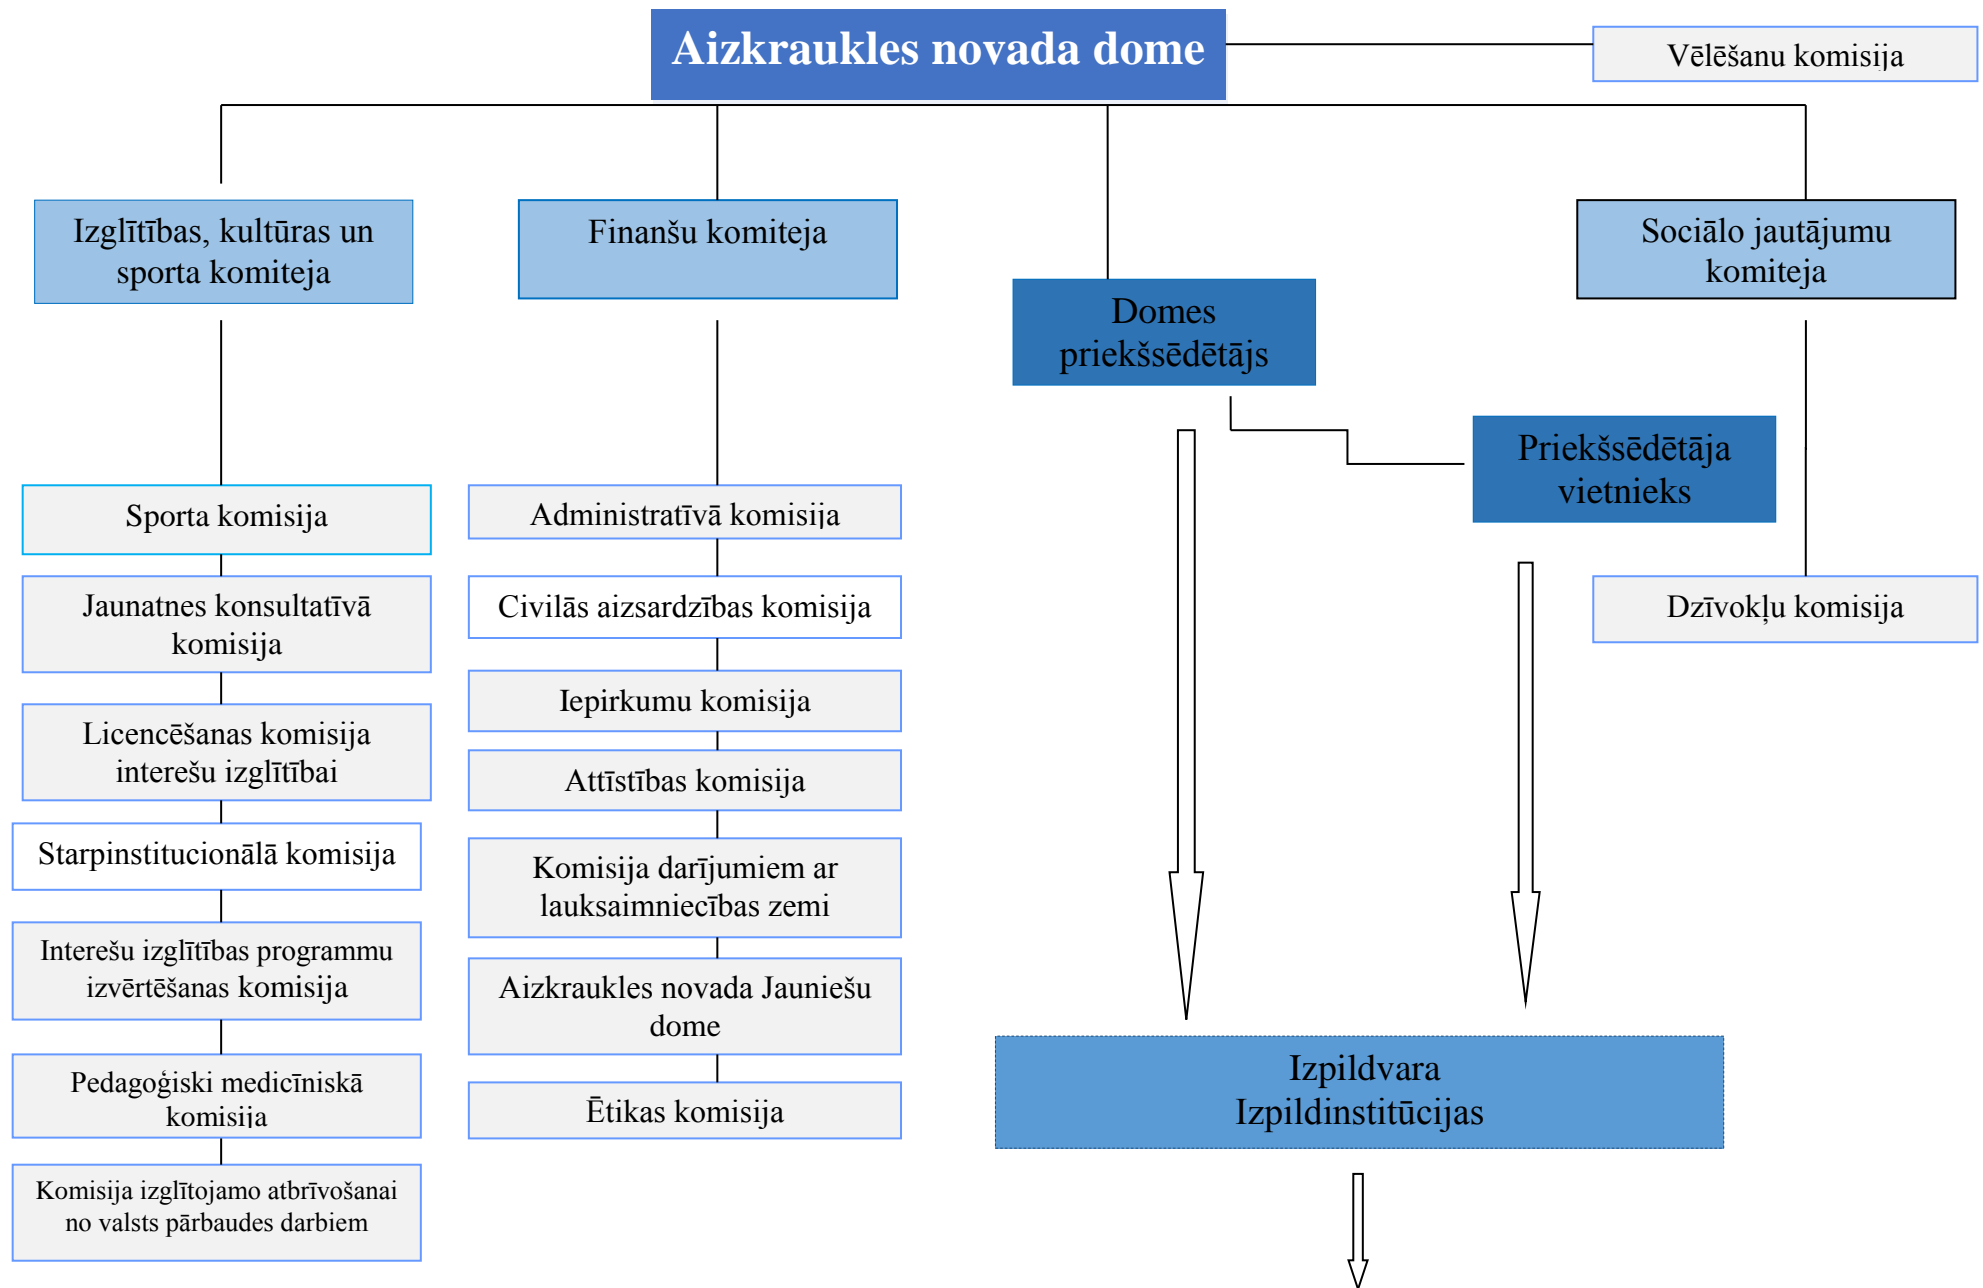 Aizkraukles novada dome
Vēlēšanu komisija
Izglītības, kultūras un
sporta komiteja
Finanšu komiteja
Sociālo jautājumu
komiteja
Domes
priekšsēdētājs
Priekšsēdētāja
vietnieks
Sporta komisija
Jaunatnes konsultatīvā
komisija
Licencēšanas komisija
interešu izglītībai
Starpinstitucionālā komisija
Interešu izglītības programmu
izvērtēšanas komisija
Pedagoģiski medicīniskā
komisija
Komisija izglītojamo atbrīvošanai
no valsts pārbaudes darbiem
Administratīvā komisija
Civilās aizsardzības komisija
Iepirkumu komisija
Attīstības komisija
Komisija darījumiem ar
lauksaimniecības zemi
Aizkraukles novada Jauniešu
dome
Ētikas komisija
Dzīvokļu komisija
Izpildvara
Izpildinstitūcijas